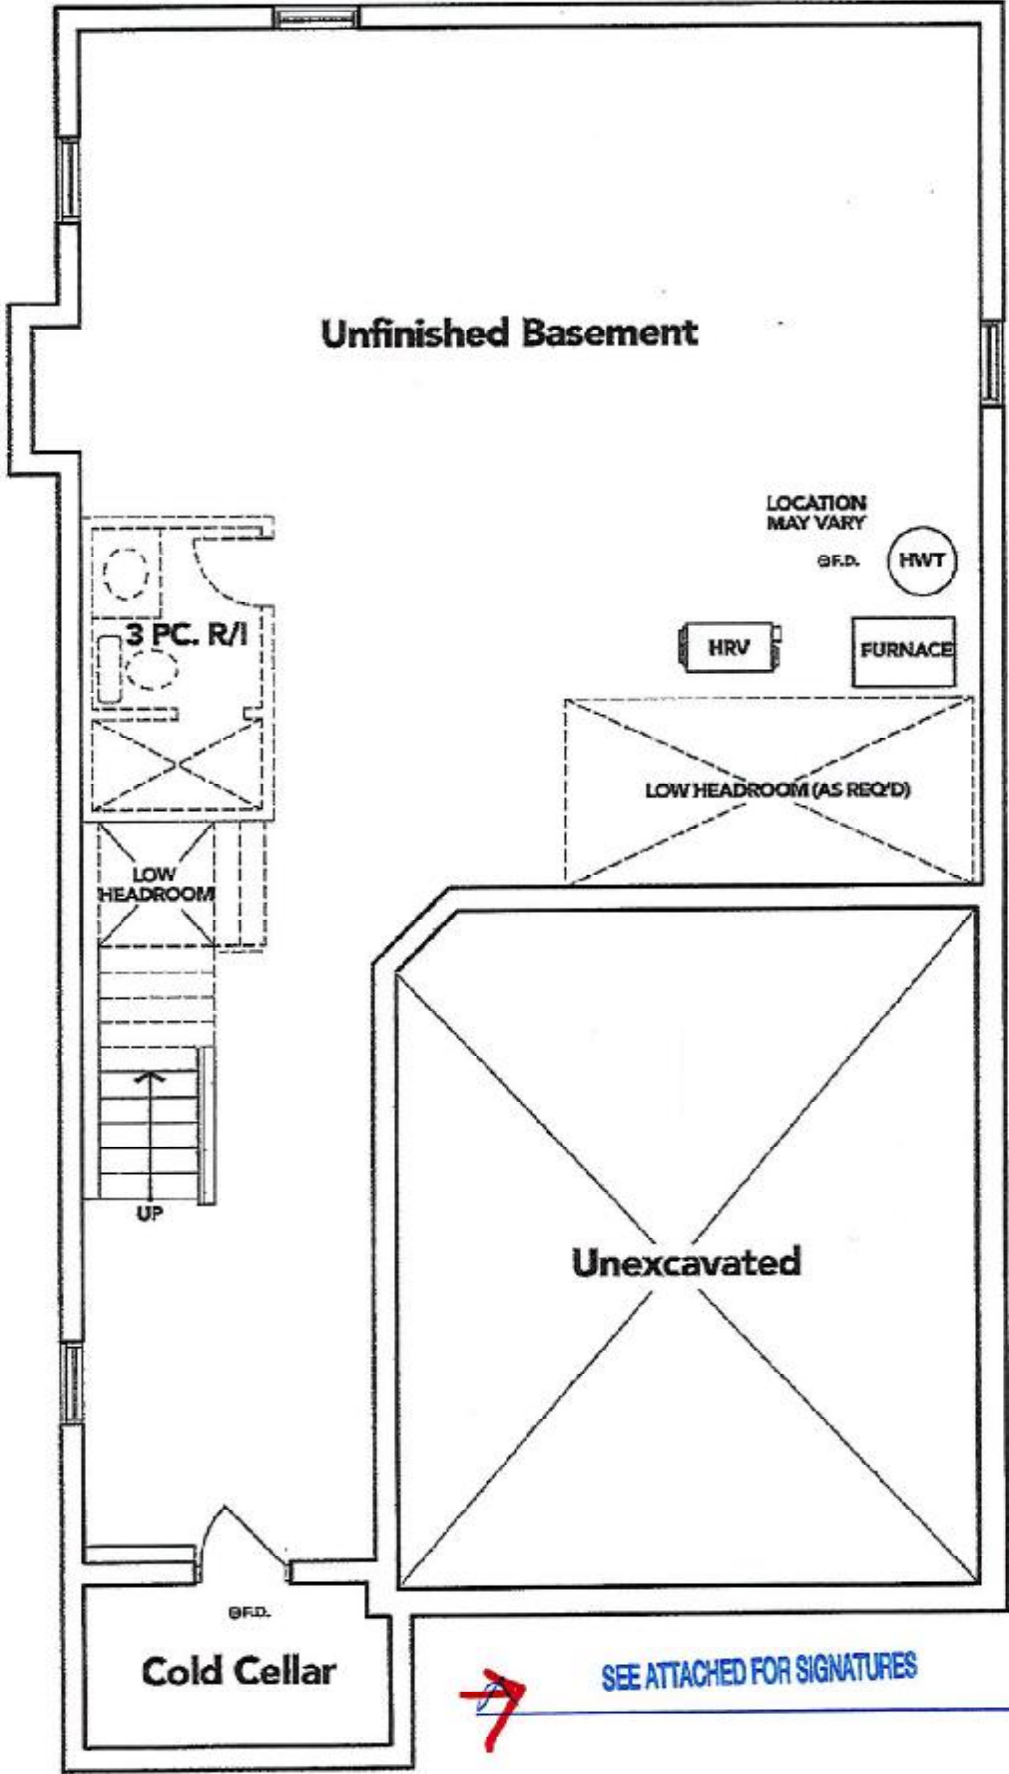 Unfinished Basement
LOCATION
MAY VARY
F.D.
HWT
3 PC. R/I
HRV
FURNACE
LOW HEADROOM (AS REQ'D)
LOW
HEADROOM
UP
Unexcavated
F.D.
Cold Cellar
SEE ATTACHED FOR SIGNATURES